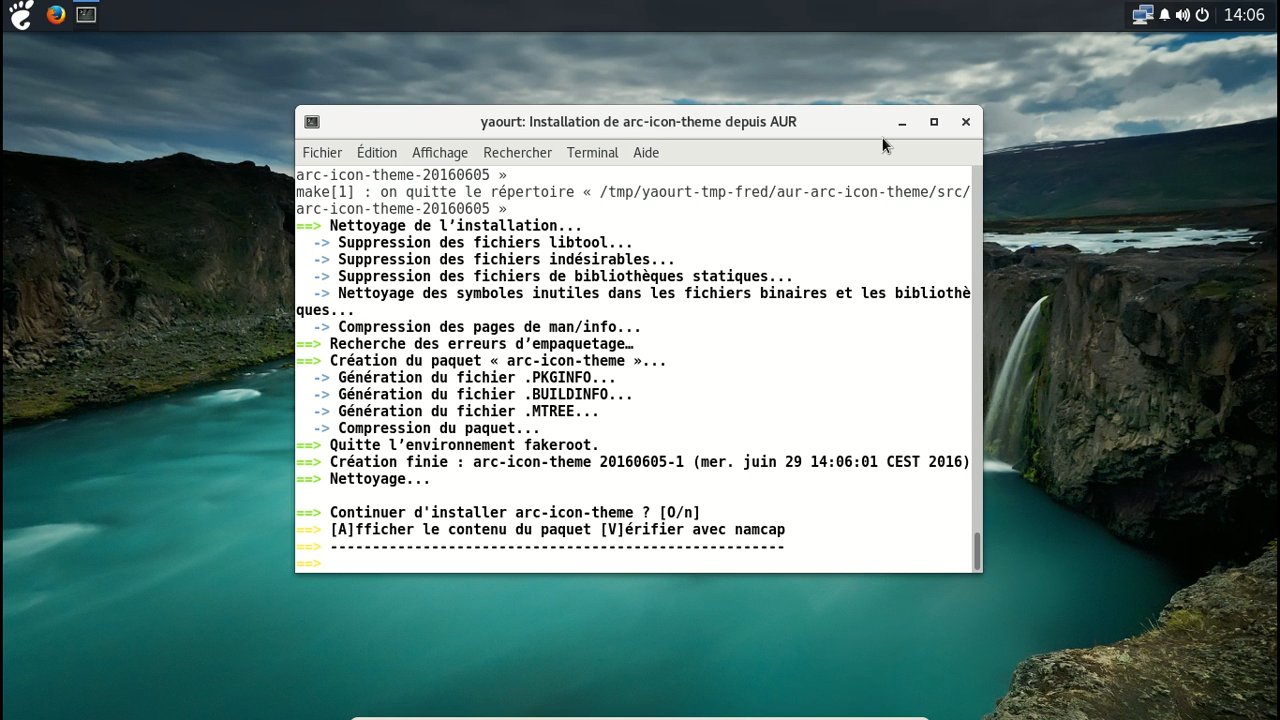 14:06
yaourt: Installation de arc-icon-theme depuis AUR
Fichier Édition Affichage Rechercher Terminal Aide
arc-icon-theme-20160605 »
make[1] : on quitte le répertoire « /tmp/yaourt-tmp-fred/aur-arc-icon-theme/src/
arc-icon-theme-20160605 »
==> Nettoyage de l’installation...
-> Suppression des fichiers libtool...
-> Suppression des fichiers indésirables...
-> Suppression des fichiers de bibliothèques statiques...
-> Nettoyage des symboles inutiles dans les fichiers binaires et les bibliothè
ques...
-> Compression des pages de man/info...
==> Recherche des erreurs d’empaquetage…
==> Création du paquet « arc-icon-theme »...
-> Génération du fichier .PKGINFO...
-> Génération du fichier .BUILDINFO...
-> Génération du fichier .MTREE...
-> Compression du paquet...
==> Quitte l’environnement fakeroot.
==> Création finie : arc-icon-theme 20160605-1 (mer. juin 29 14:06:01 CEST 2016)
==> Nettoyage...
==> Continuer d'installer arc-icon-theme ? [O/n]
==> [A]fficher le contenu du paquet [V]érifier avec namcap
==> ------------------------------------------------------
==>